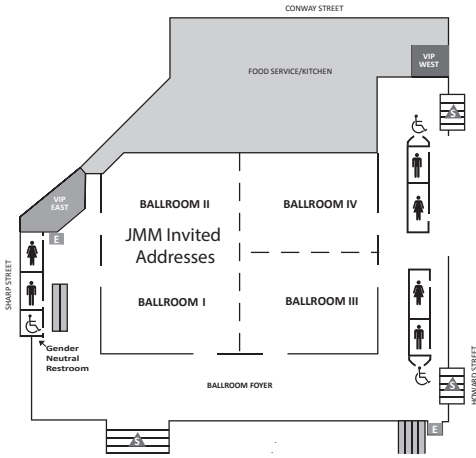 CONWAY STREET
VIP
WEST
FOOD SERVICE/KITCHEN
S
VIP
EAST
BALLROOM II
BALLROOM IV
E
JMM Invited
Addresses
SHARP STREET
BALLROOM I
BALLROOM III
Gender
Neutral
Restroom
BALLROOM FOYER
S
HOWARD STREET
S
E